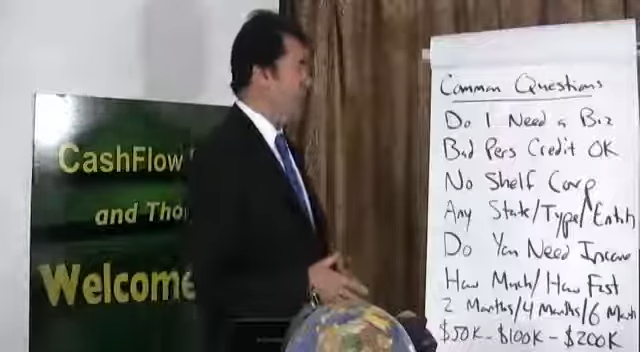 CashFlow
and Tho
Welcome
Common Questions
Do I Need a Biz
Bad Pers Credit OK
No Shelf Corp
Any State/Type/Entity
Do You Need Income
How Much/How Fast
2 Months/4 Months/6 Month
$50K - $100K - $200K